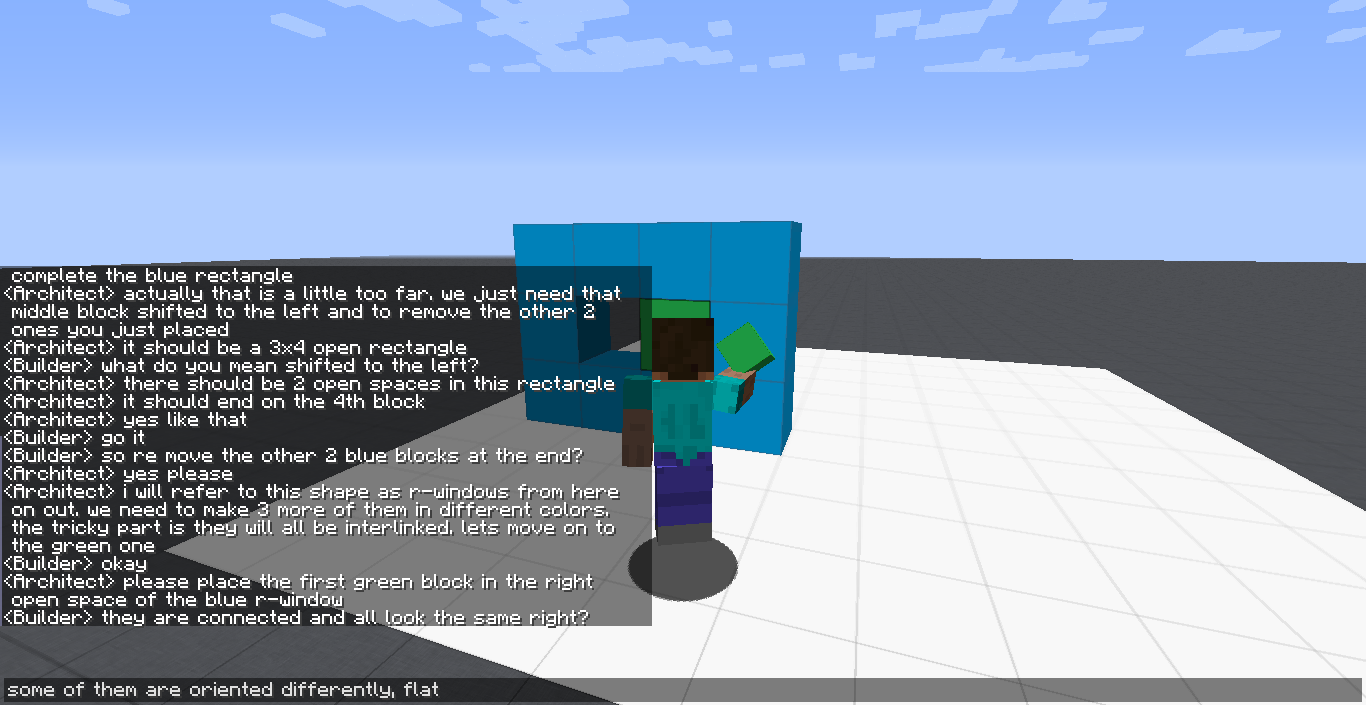 complete the blue rectangle
<Architect> actually that is a little too far. we just need that
middle block shifted to the left and to remove the other 2
ones you just placed
<Architect> it should be a 3x4 open rectangle
<Builder> what do you mean shifted to the left?
<Architect> there should be 2 open spaces in this rectangle
<Architect> it should end on the 4th block
<Architect> yes like that
<Builder> go it
<Builder> so re move the other 2 blue blocks at the end?
<Architect> yes please
<Architect> i will refer to this shape as r-windows from here
on out. we need to make 3 more of them in different colors.
the tricky part is they will all be interlinked. lets move on to
the green one
<Builder> okay
<Architect> please place the first green block in the right
open space of the blue r-window
<Builder> they are connected and all look the same right?
some of them are oriented differently, flat